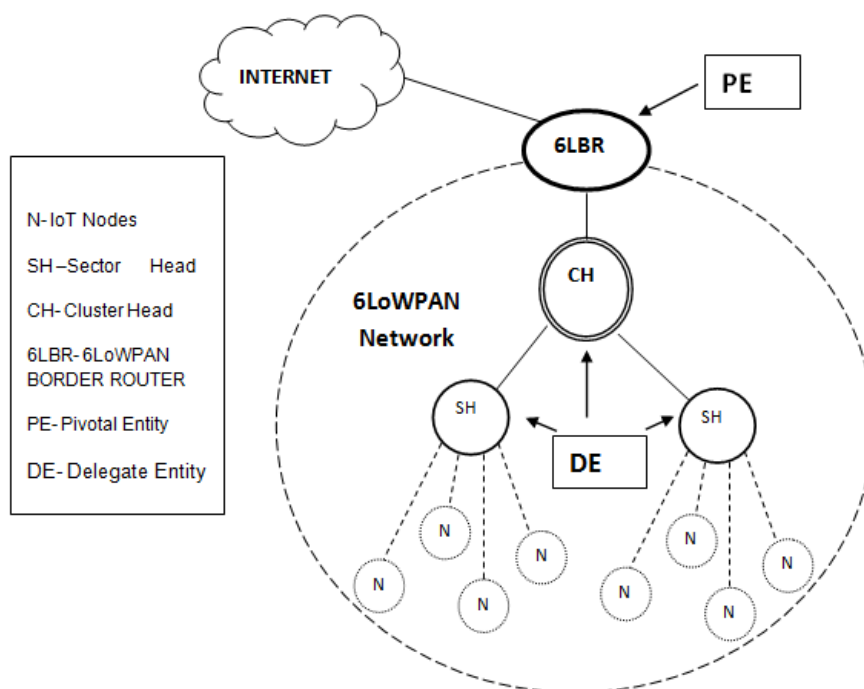 INTERNET
PE
6LBR
N-IoT Nodes
SH–Sector Head
CH-Cluster Head
6LBR-6LoWPAN
BORDER ROUTER
PE-Pivotal Entity
DE-Delegate Entity
CH
6LoWPAN
Network
SH
SH
DE
N
N
N
N
N
N
N
N